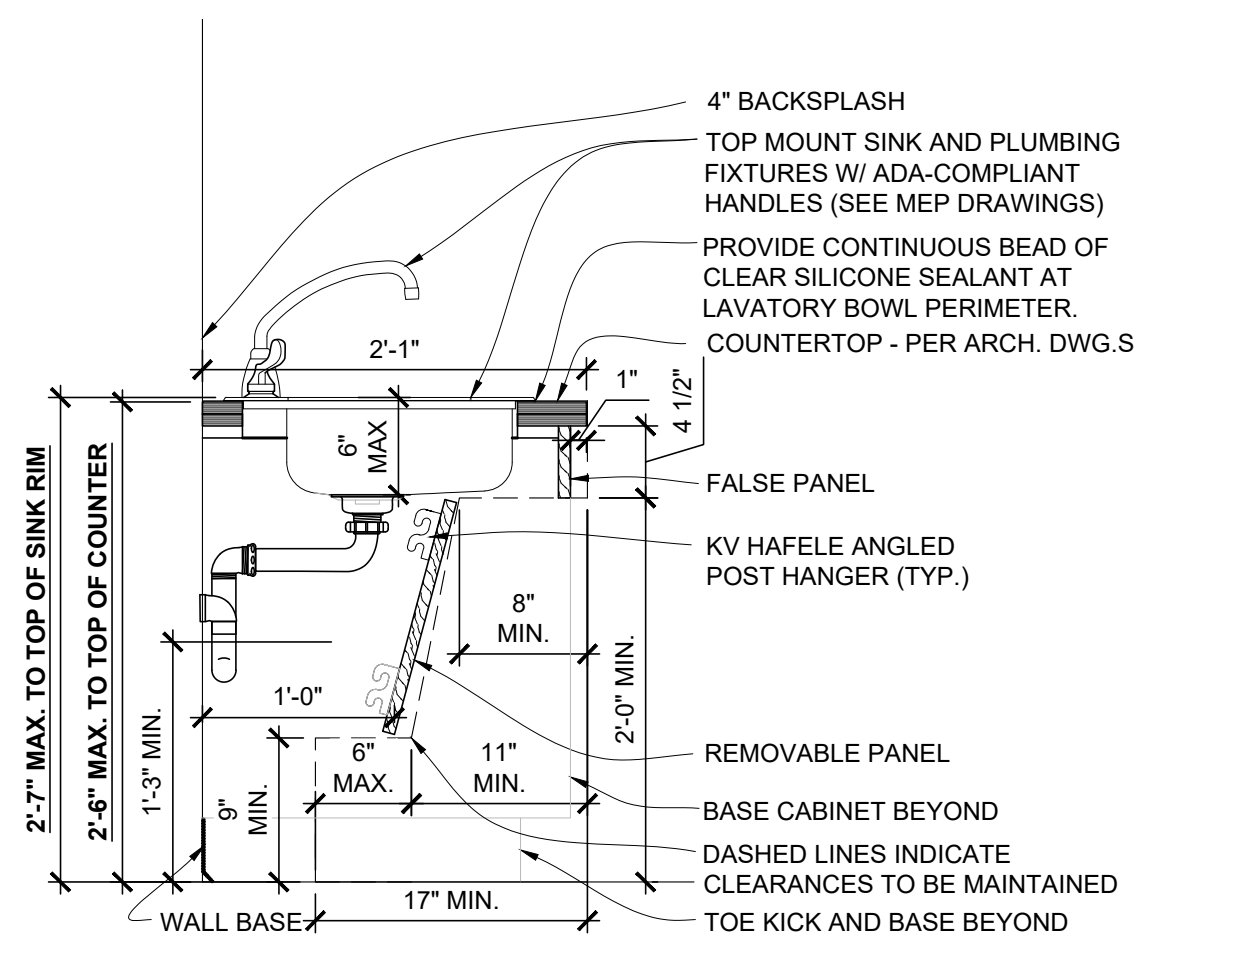 4" BACKSPLASH
TOP MOUNT SINK AND PLUMBING
FIXTURES W/ ADA-COMPLIANT
HANDLES (SEE MEP DRAWINGS)
PROVIDE CONTINUOUS BEAD OF
CLEAR SILICONE SEALANT AT
LAVATORY BOWL PERIMETER.
COUNTERTOP - PER ARCH. DWG.S
2'-1"
1"
4 1/2"
6"
MAX
FALSE PANEL
KV HAFELE ANGLED
POST HANGER (TYP.)
8"
MIN.
2'-0" MIN.
2'-7" MAX. TO TOP OF SINK RIM
2'-6" MAX. TO TOP OF COUNTER
1'-3" MIN.
1'-0"
9"
MIN.
6"
MAX.
11"
MIN.
REMOVABLE PANEL
BASE CABINET BEYOND
DASHED LINES INDICATE
CLEARANCES TO BE MAINTAINED
17" MIN.
WALL BASE
TOE KICK AND BASE BEYOND